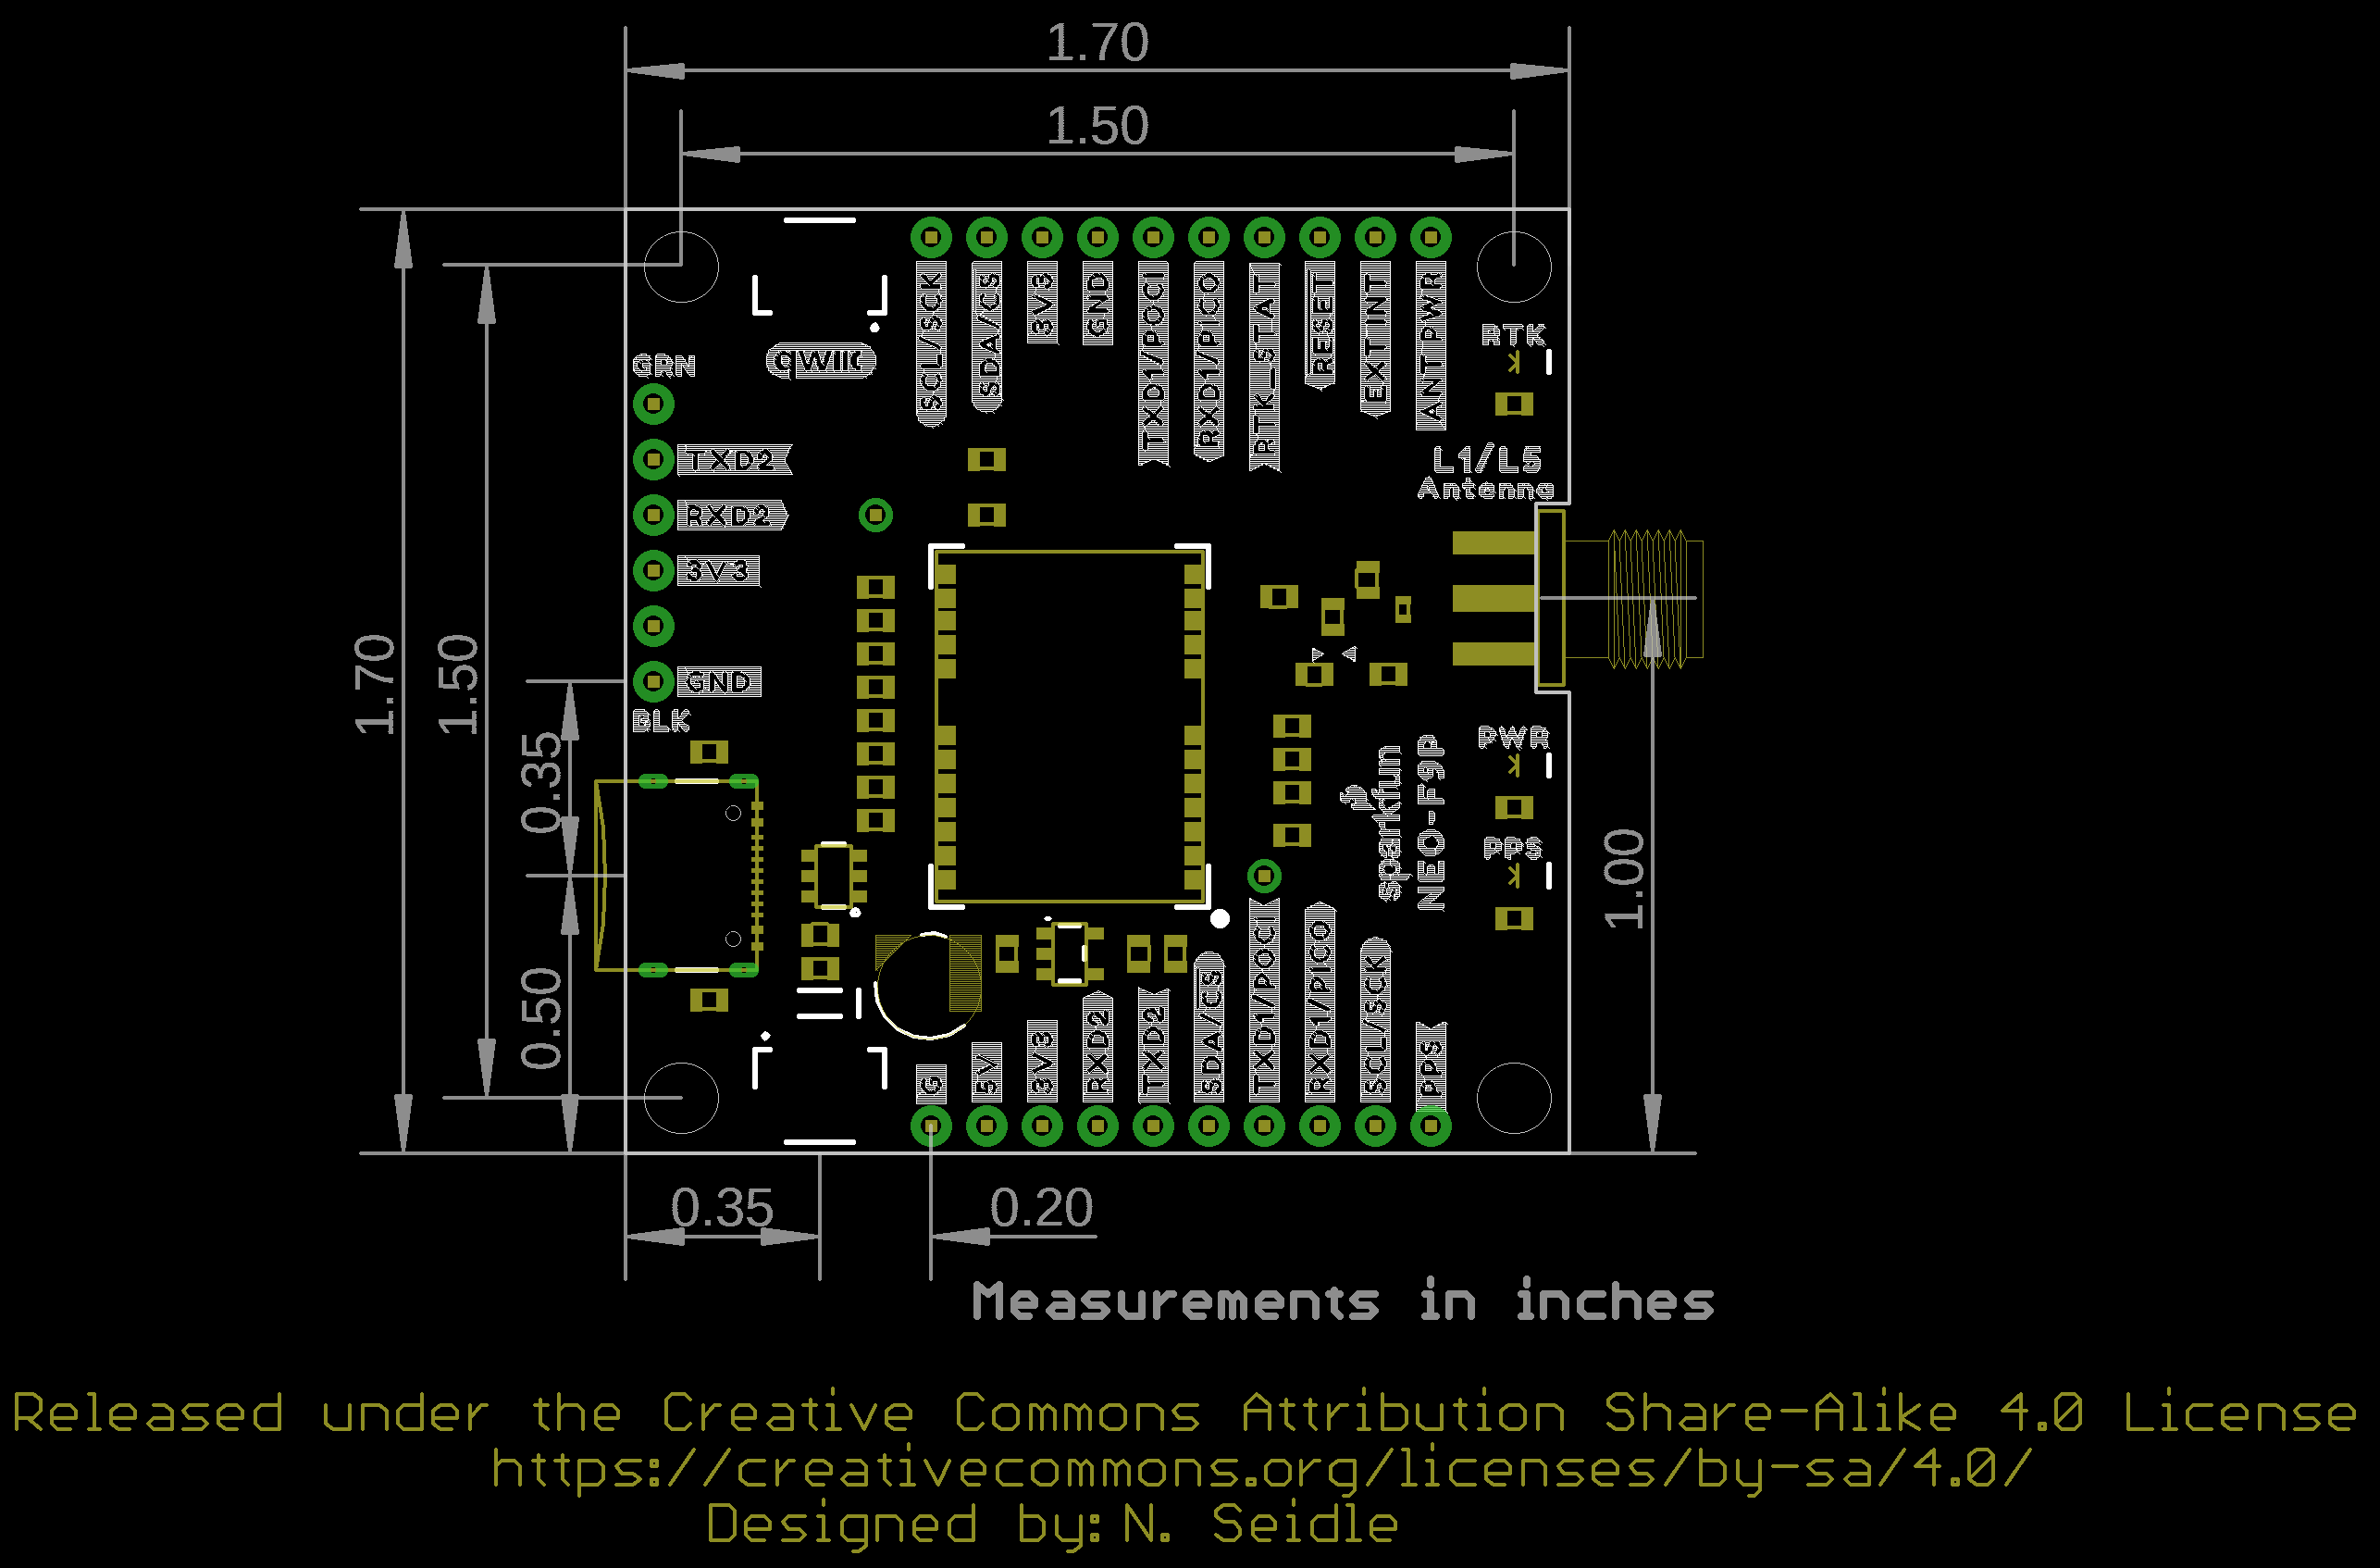 1.70
1.50
SCL/SCK
SDA/CS
3V3
GND
TXD1/POCI
RXD1/PICO
RTK_STAT
RESET
EXTINT
ANTPWR
RTK
QWIIC
GRN
TXD2
RXD2
3V3
GND
BLK
L1/L5
Antenna
1.70
1.50
0.35
0.50
sparkfun
NEO-F9P
PWR
PPS
1.00
G
5V
3V3
RXD2
TXD2
SDA/CS
TXD1/POCI
RXD1/PICO
SCL/SCK
PPS
0.35
0.20
Measurements in inches
Released under the Creative Commons Attribution Share-Alike 4.0 License
https://creativecommons.org/licenses/by-sa/4.0/
Designed by: N. Seidle